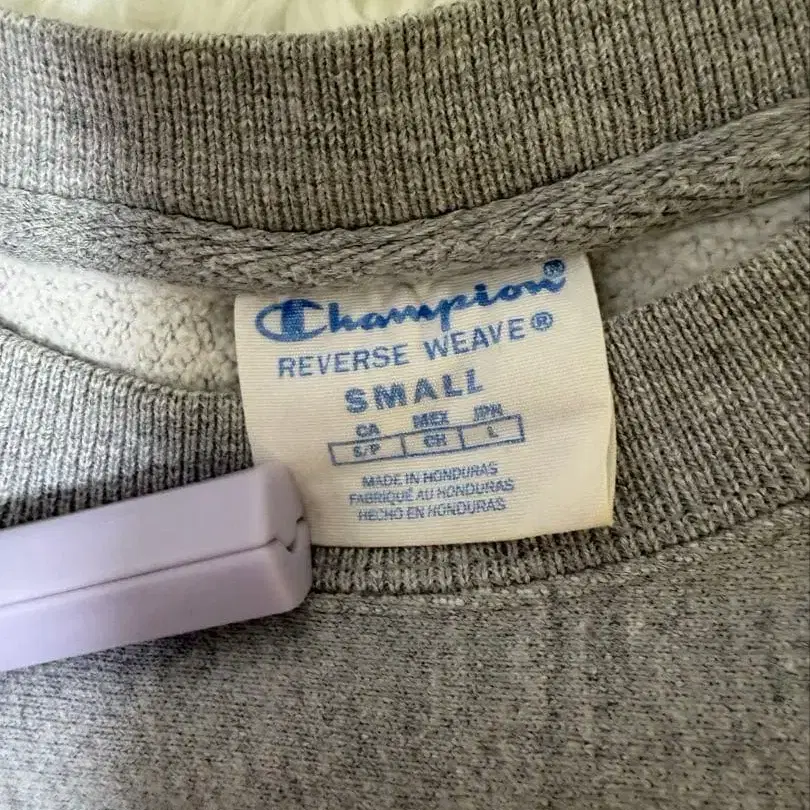 Champion®
REVERSE WEAVE®
SMALL
CA MEX JPN
S/P CH L
MADE IN HONDURAS
FABRIQUÉ AU HONDURAS
HECHO EN HONDURAS